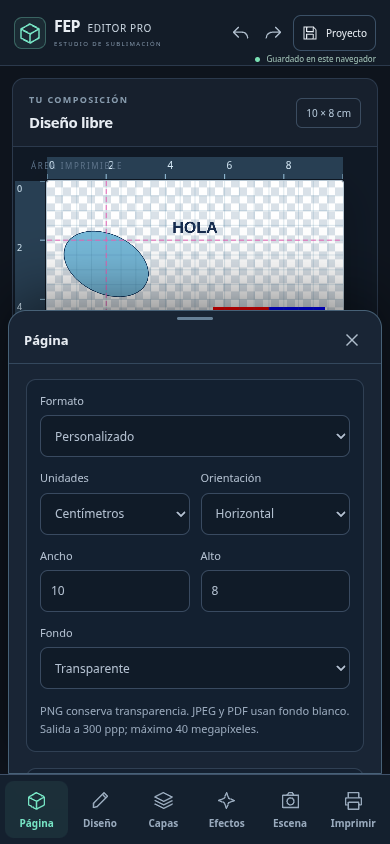 FEP EDITOR PRO
ESTUDIO DE SUBLIMACIÓN
Proyecto
Guardado en este navegador
TU COMPOSICIÓN
Diseño libre
10 × 8 cm
ÁREA IMPRIMIBLE
0 2 4 6 8
0
2
4
HOLA
Página
Formato
Personalizado
Unidades
Orientación
Centímetros
Horizontal
Ancho
Alto
10
8
Fondo
Transparente
PNG conserva transparencia. JPEG y PDF usan fondo blanco.
Salida a 300 ppp; máximo 40 megapíxeles.
Página
Diseño
Capas
Efectos
Escena
Imprimir